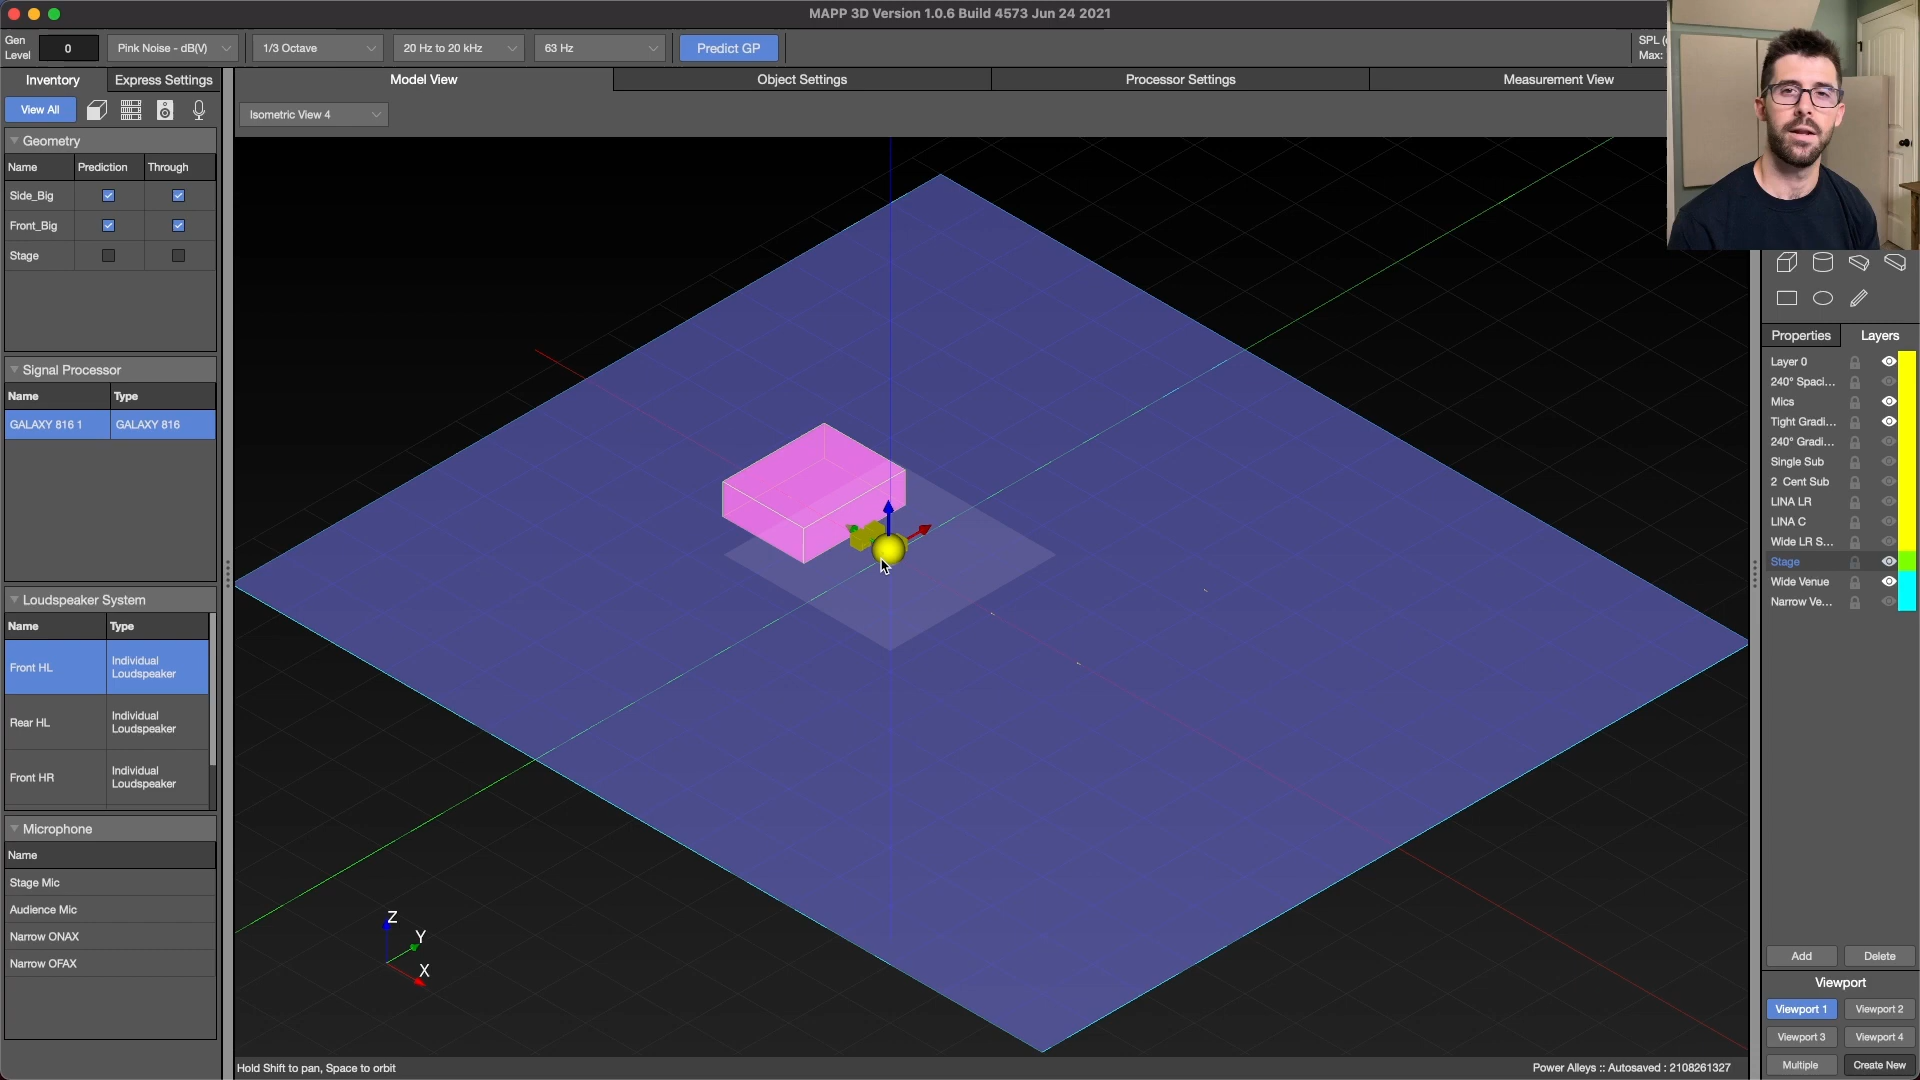 MAPP 3D Version 1.0.6 Build 4573 Jun 24 2021
Gen Level
0
Pink Noise - dB(V)
1/3 Octave
20 Hz to 20 kHz
63 Hz
Predict GP
SPL (
Max:
Inventory
Express Settings
Model View
Object Settings
Processor Settings
Measurement View
View All
Isometric View 4
Geometry
Name Prediction Through
Side_Big
Front_Big
Stage
Signal Processor
Name Type
GALAXY 816 1 GALAXY 816
Loudspeaker System
Name Type
Front HL Individual Loudspeaker
Rear HL Individual Loudspeaker
Front HR Individual Loudspeaker
Microphone
Name
Stage Mic
Audience Mic
Narrow ONAX
Narrow OFAX
Z
Y
X
Hold Shift to pan, Space to orbit
Power Alleys :: Autosaved : 2108261327
Properties
Layers
Layer 0
240° Spaci...
Mics
Tight Gradi...
240° Gradi...
Single Sub
2 Cent Sub
LINA LR
LINA C
Wide LR S...
Stage
Wide Venue
Narrow Ve...
Add
Delete
Viewport
Viewport 1
Viewport 2
Viewport 3
Viewport 4
Multiple
Create New